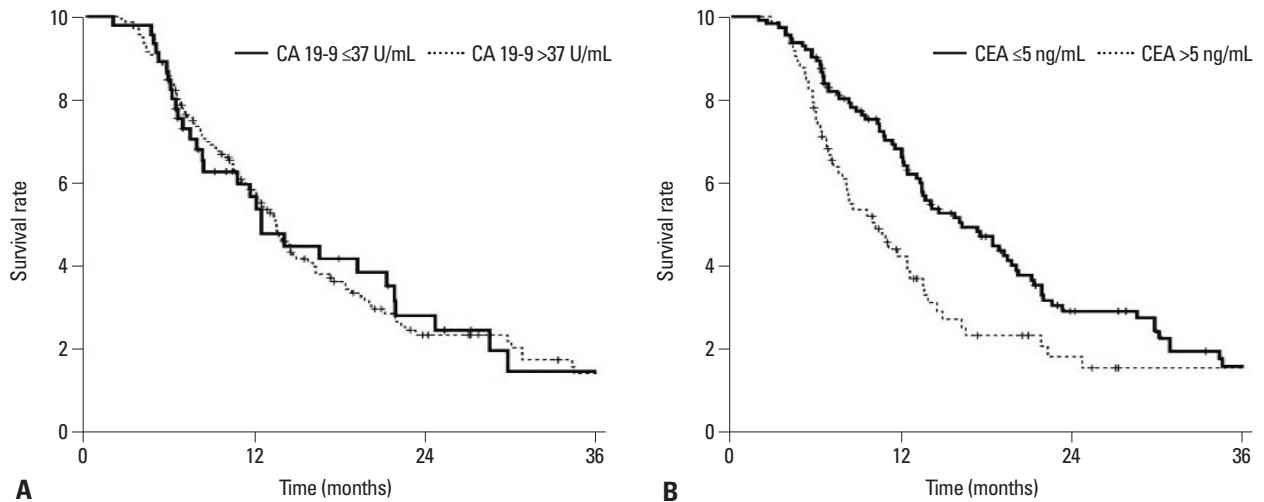 CA 19-9 ≤37 U/mL CA 19-9 >37 U/mL
Survival rate
10
8
6
4
2
0
0 12 24 36
Time (months)
A
CEA ≤5 ng/mL CEA >5 ng/mL
Survival rate
10
8
6
4
2
0
0 12 24 36
Time (months)
B